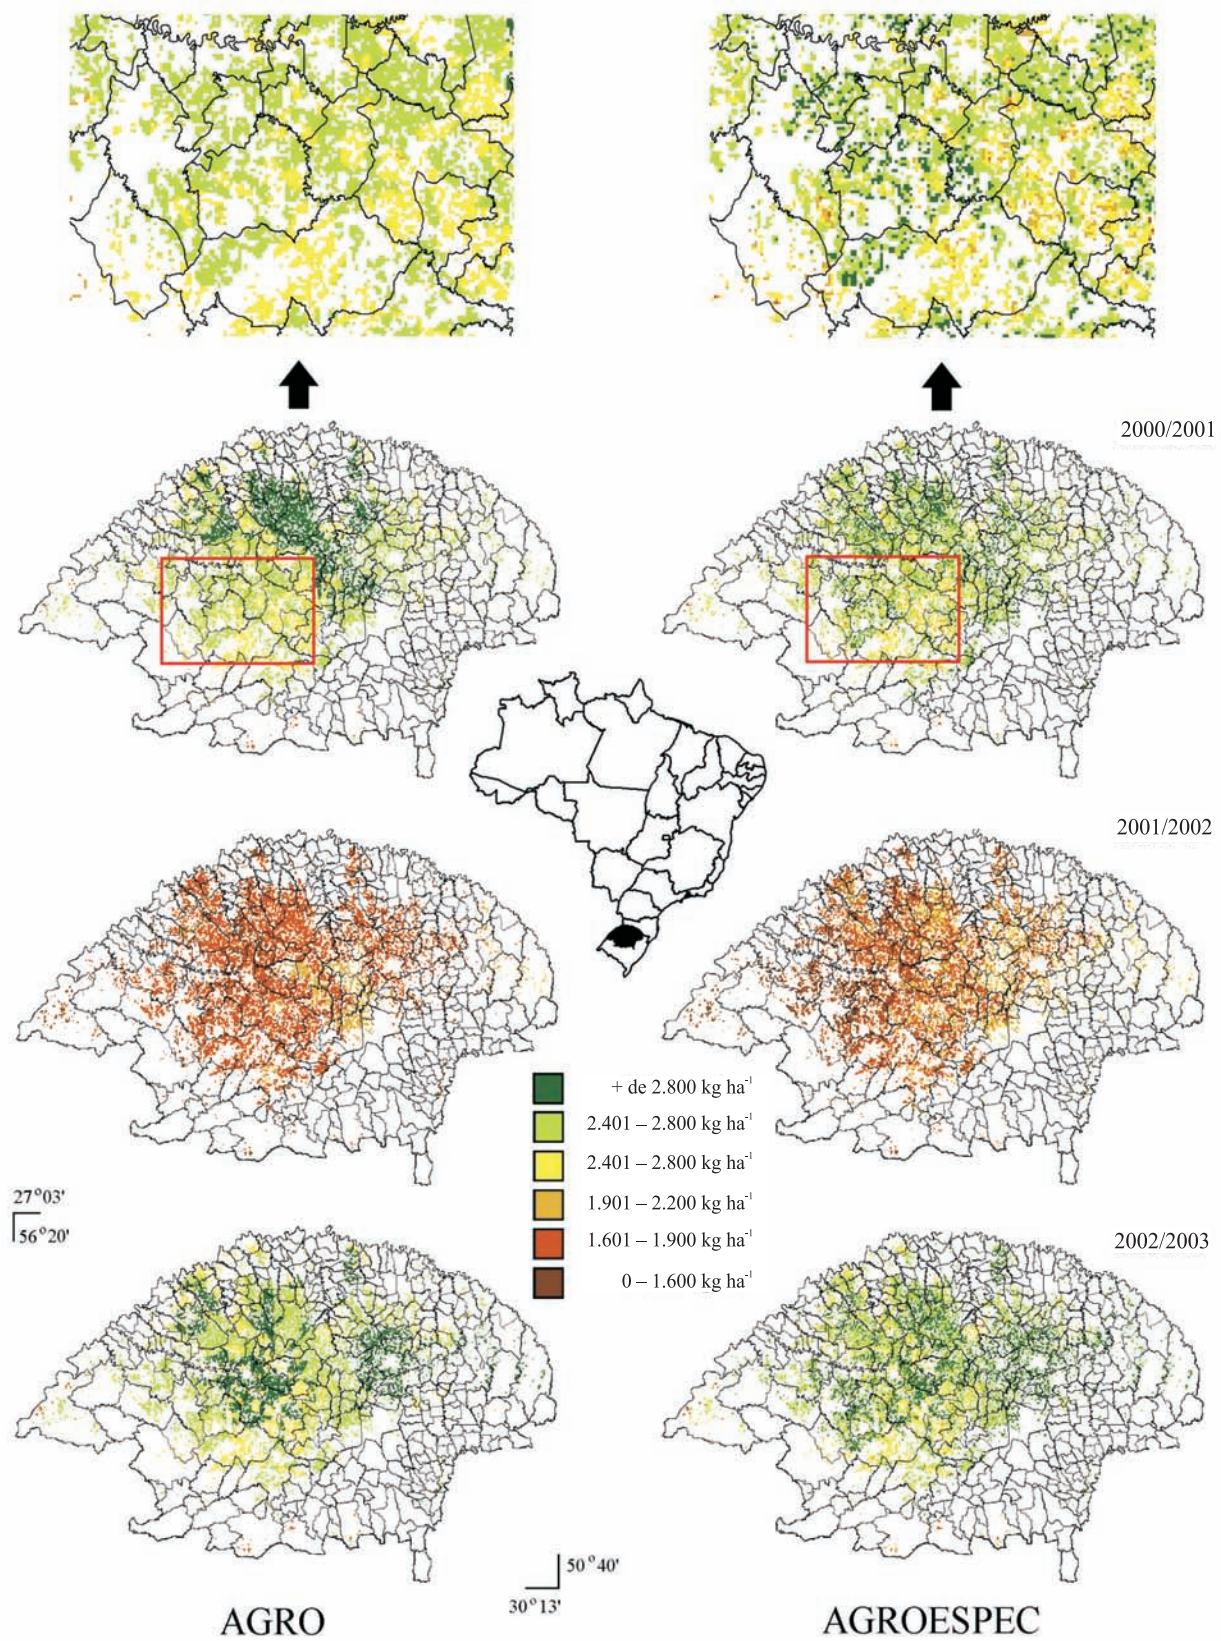 2000/2001
2001/2002
+ de 2.800 kg ha⁻¹
2.401 – 2.800 kg ha⁻¹
2.401 – 2.800 kg ha⁻¹
1.901 – 2.200 kg ha⁻¹
1.601 – 1.900 kg ha⁻¹
0 – 1.600 kg ha⁻¹
27°03'
56°20'
2002/2003
50°40'
30°13'
AGRO
AGROESPEC